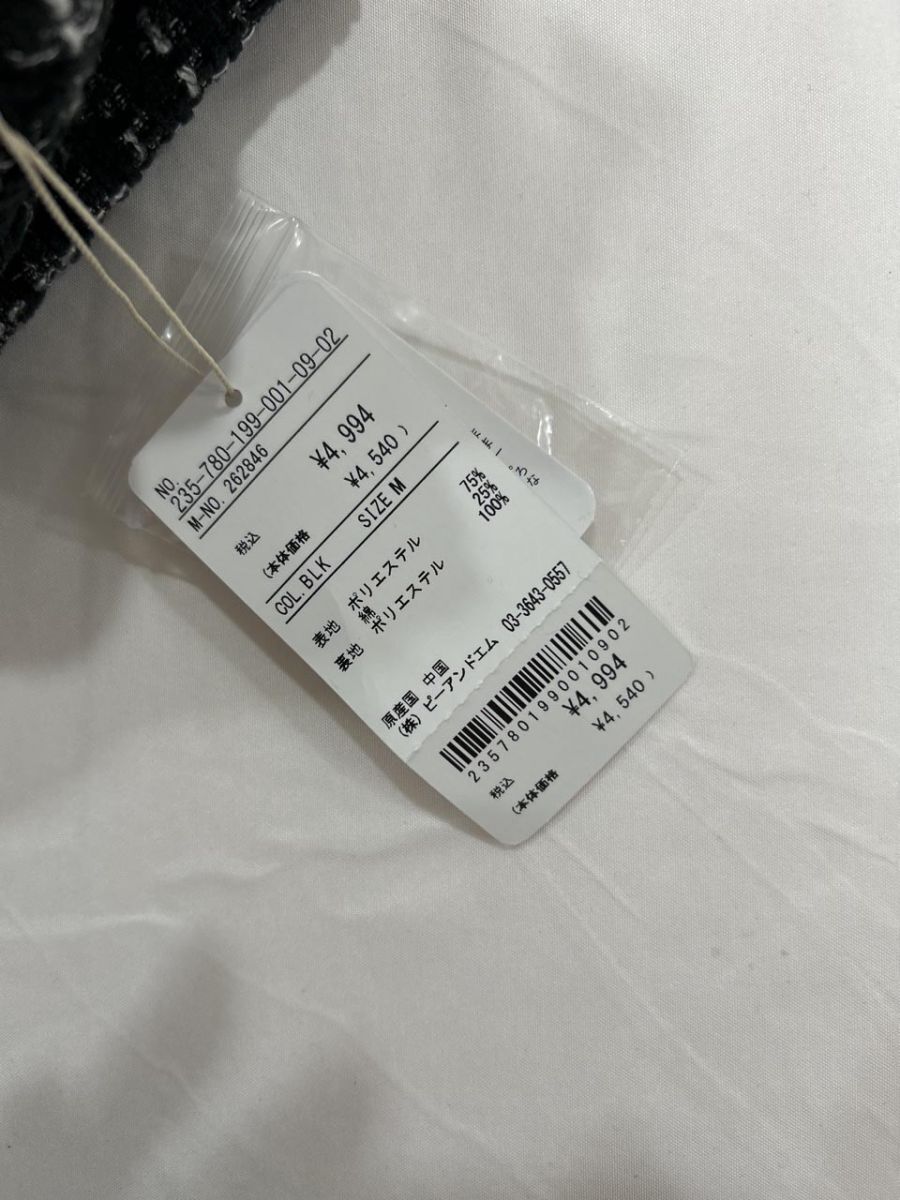 NO.
235-780-199-001-09-02
M-NO. 262846
税込 ¥4,994
(本体価格 ¥4,540 )
COL. BLK SIZE M
表地 ポリエステル 75%
綿 25%
裏地 ポリエステル 100%
原産国 中国
(株) ピーアンドエム 03-3643-0557
2357801990010902
税込 ¥4,994
(本体価格 ¥4,540 )